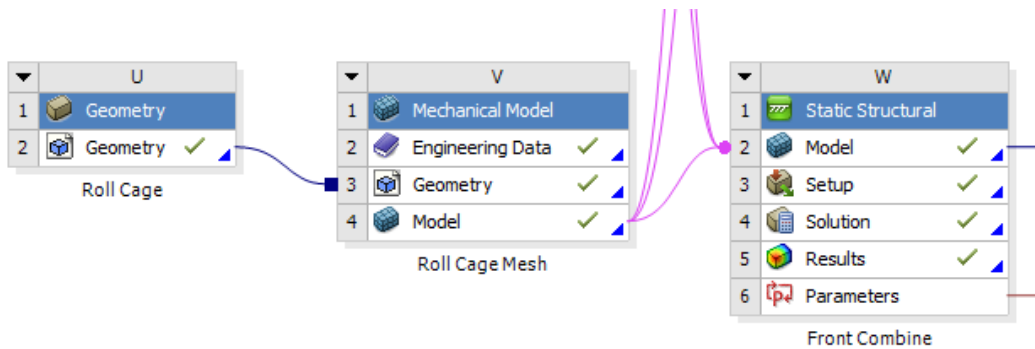 U
1 Geometry
2 Geometry
Roll Cage
V
1 Mechanical Model
2 Engineering Data
3 Geometry
4 Model
Roll Cage Mesh
W
1 Static Structural
2 Model
3 Setup
4 Solution
5 Results
6 Parameters
Front Combine